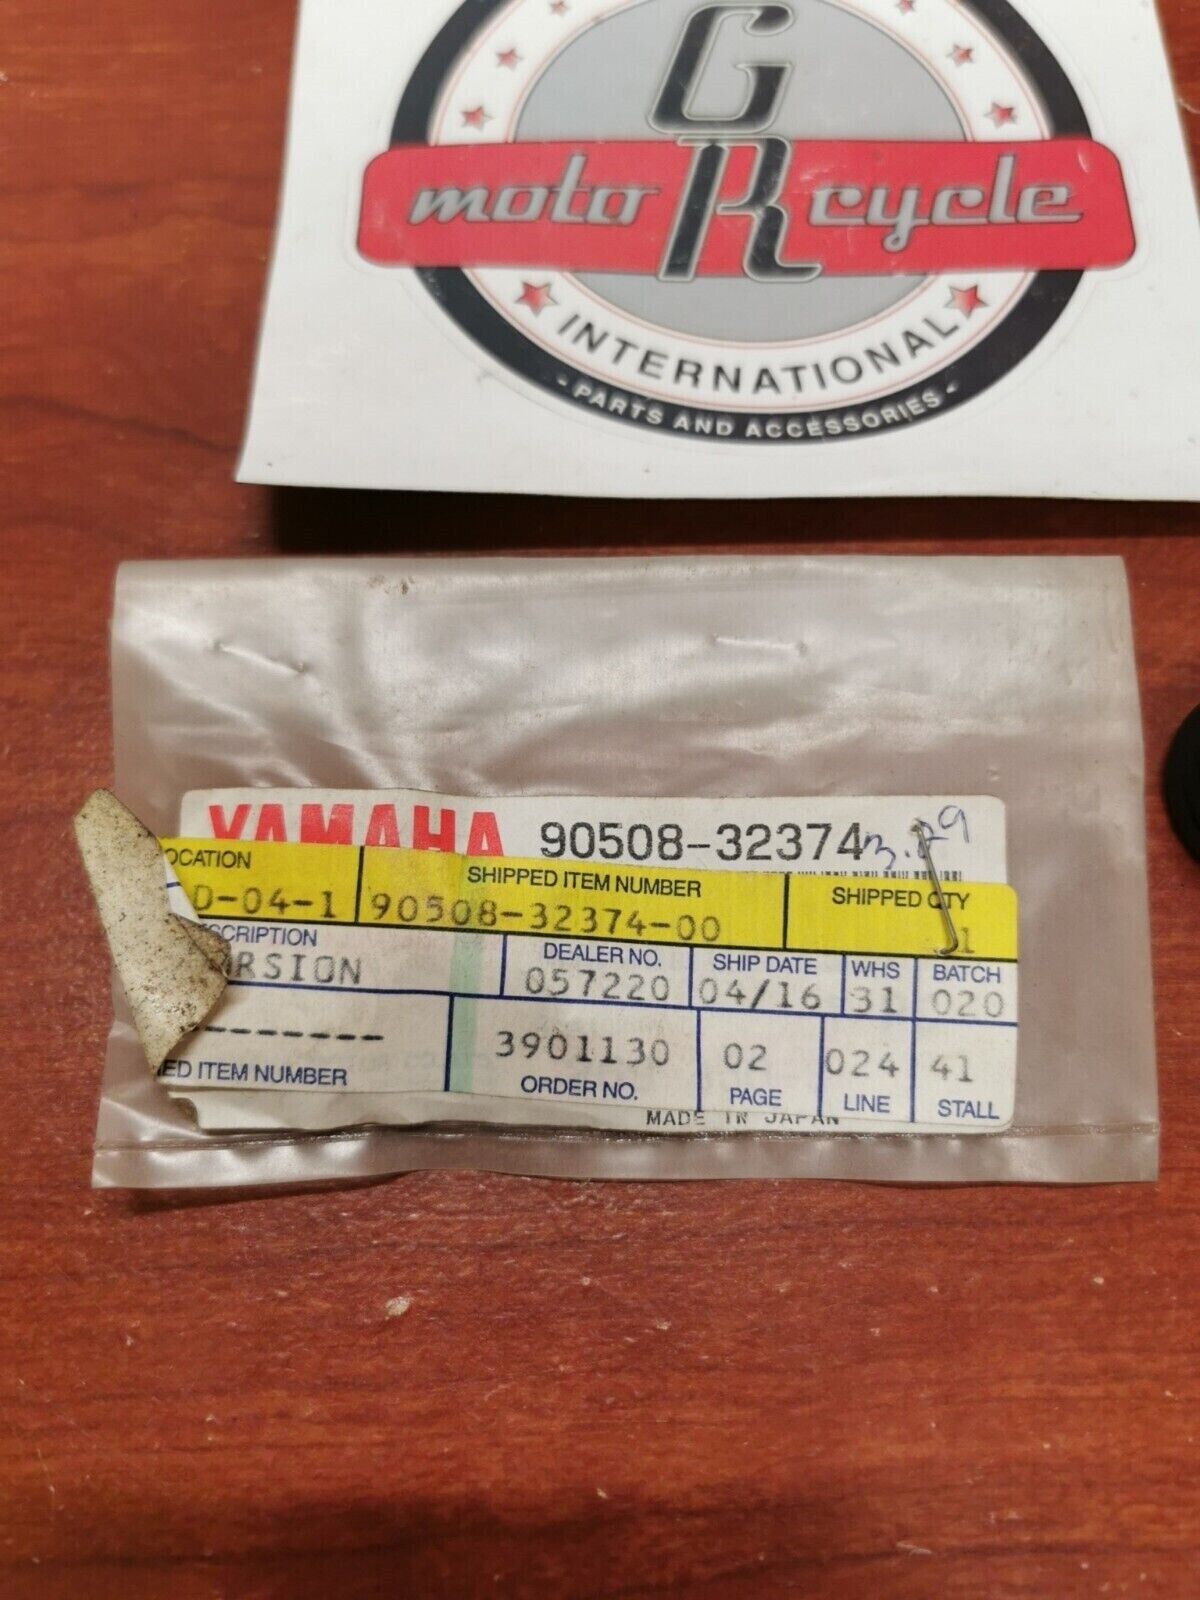 G
moto R cycle
INTERNATIONAL
- PARTS AND ACCESSORIES -
YAMAHA 90508-32374
OCATION SHIPPED ITEM NUMBER SHIPPED QTY
D-04-1 90508-32374-00 1
SCRIPTION DEALER NO. SHIP DATE WHS BATCH
RSION 057220 04/16 31 020
-------- 3901130 02 024 41
ED ITEM NUMBER ORDER NO. PAGE LINE STALL
MADE IN JAPAN